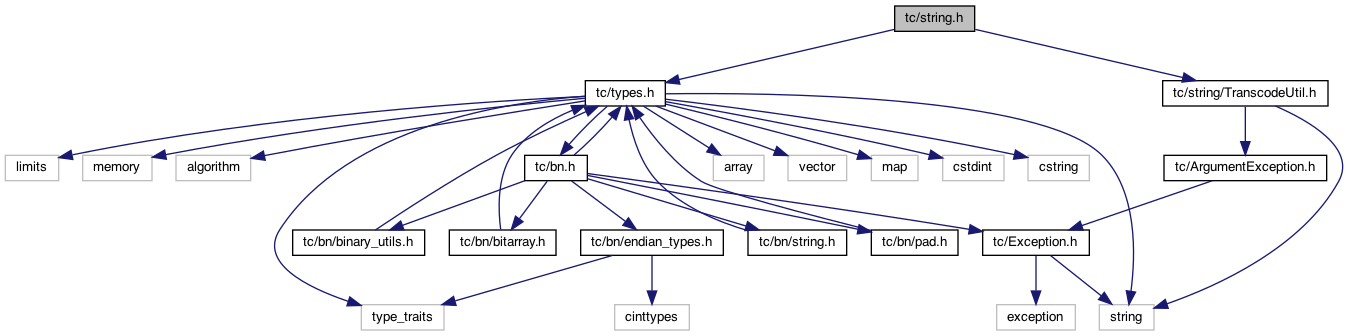 tc/string.h
tc/types.h
tc/string/TranscodeUtil.h
limits
memory
algorithm
tc/bn.h
array
vector
map
cstdint
cstring
tc/ArgumentException.h
tc/bn/binary_utils.h
tc/bn/bitarray.h
tc/bn/endian_types.h
tc/bn/string.h
tc/bn/pad.h
tc/Exception.h
type_traits
cinttypes
exception
string